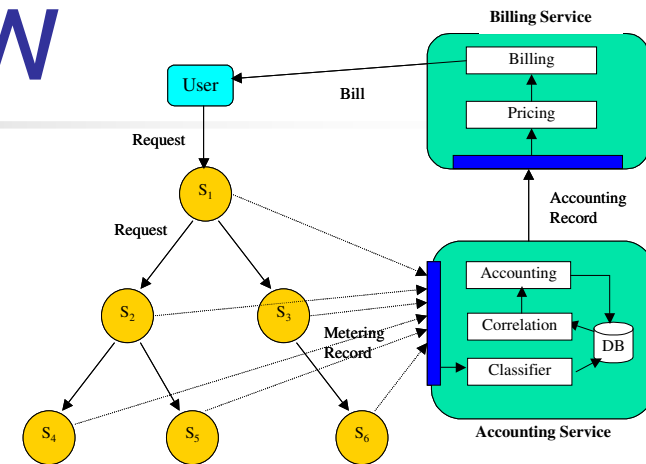 w
Billing Service
Billing
User
Bill
Pricing
Request
S1
Accounting
Record
Request
Accounting
S2
S3
Metering
Record
Correlation
DB
Classifier
S4
S5
S6
Accounting Service